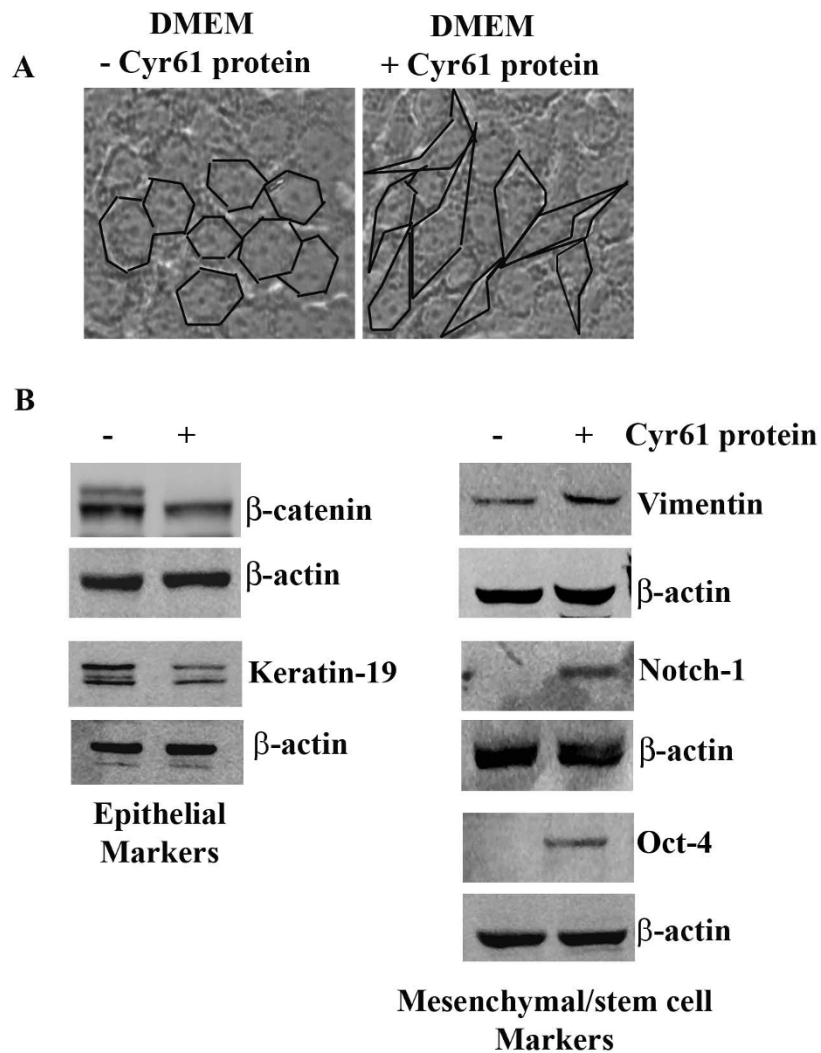 DMEM
- Cyr61 protein
DMEM
+ Cyr61 protein
A
B
- +
β-catenin
β-actin
Keratin-19
β-actin
Epithelial
Markers
- + Cyr61 protein
Vimentin
β-actin
Notch-1
β-actin
Oct-4
β-actin
Mesenchymal/stem cell
Markers